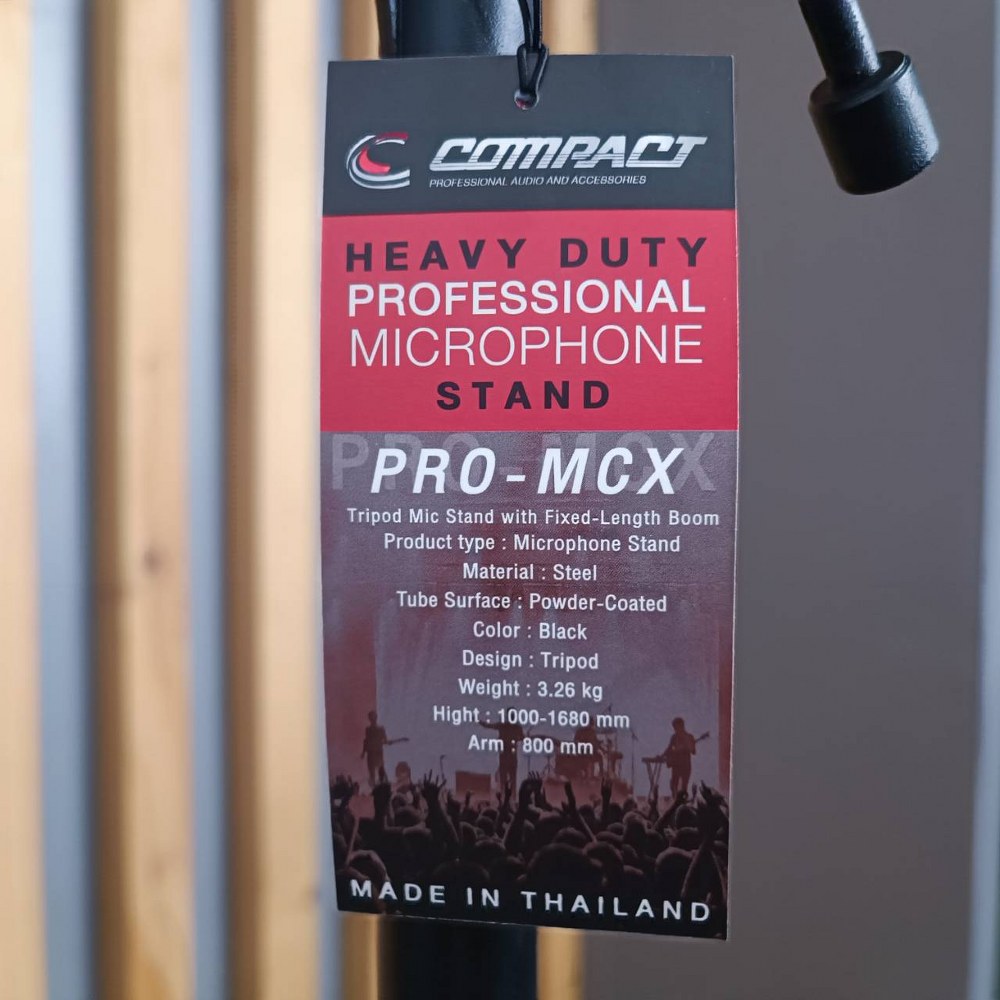 COMPACT
PROFESSIONAL AUDIO AND ACCESSORIES
HEAVY DUTY
PROFESSIONAL
MICROPHONE
STAND
PRO-MCX
PRO-MCX
Tripod Mic Stand with Fixed-Length Boom
Product type : Microphone Stand
Material : Steel
Tube Surface : Powder-Coated
Color : Black
Design : Tripod
Weight : 3.26 kg
Hight : 1000-1680 mm
Arm : 800 mm
MADE IN THAILAND